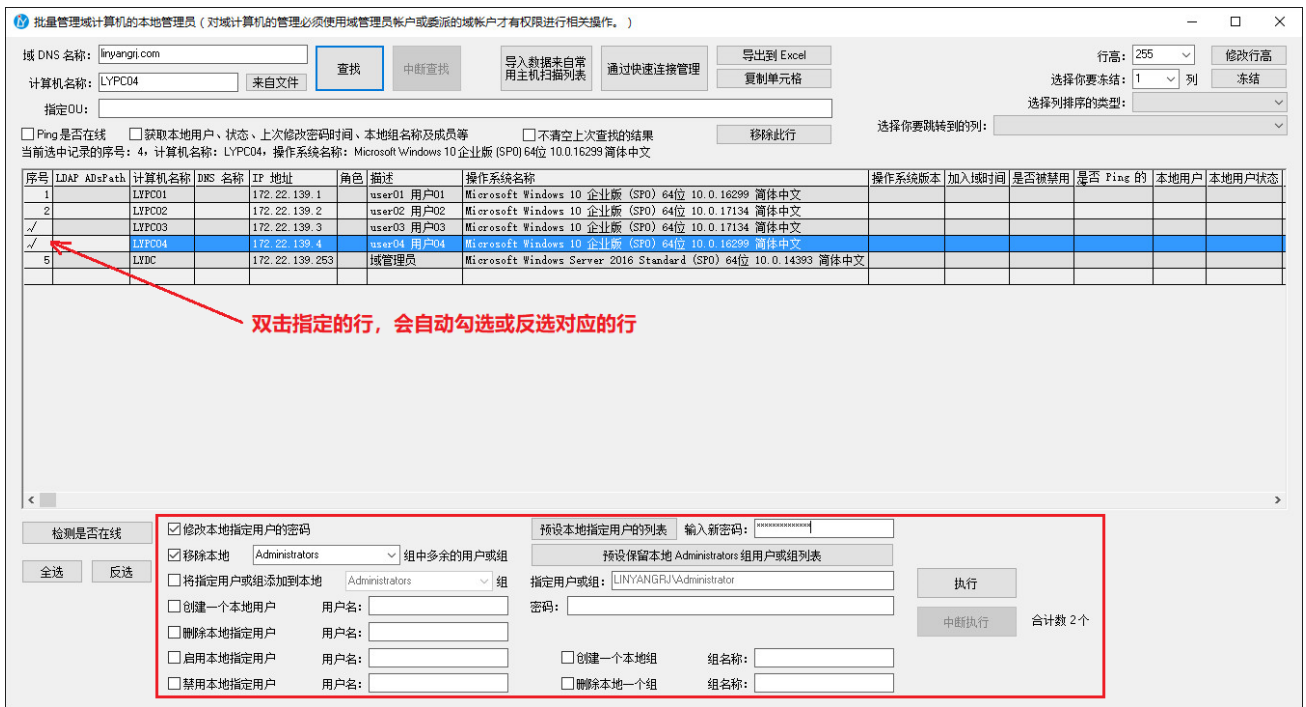 批量管理域计算机的本地管理员(对域计算机的管理必须使用域管理员帐户或委派的域帐户才有权限进行相关操作。)
域 DNS 名称: linyangrj.com 查找 中断查找 导入数据来自常用主机扫描列表 通过快速连接管理 导出到 Excel 行高: 255 修改行高
计算机名称: LYPC04 来自文件 复制单元格 选择你要冻结: 1 列 冻结
指定OU: 选择列排序的类型:
Ping 是否在线 获取本地用户、状态、上次修改密码时间、本地组名称及成员等 不清空上次查找的结果 移除此行 选择你要跳转到的列:
当前选中记录的序号: 4, 计算机名称: LYPC04, 操作系统名称: Microsoft Windows 10 企业版 (SP0) 64位 10.0.16299 简体中文
序号 LDAP ADsPath 计算机名称 DNS 名称 IP 地址 角色 描述 操作系统名称 操作系统版本 加入域时间 是否被禁用 是否 Ping 的 本地用户 本地用户状态
1 LYPC01 172.22.139.1 user01 用户01 Microsoft Windows 10 企业版 (SP0) 64位 10.0.16299 简体中文
2 LYPC02 172.22.139.2 user02 用户02 Microsoft Windows 10 企业版 (SP0) 64位 10.0.17134 简体中文
√ LYPC03 172.22.139.3 user03 用户03 Microsoft Windows 10 企业版 (SP0) 64位 10.0.17134 简体中文
√ LYPC04 172.22.139.4 user04 用户04 Microsoft Windows 10 企业版 (SP0) 64位 10.0.16299 简体中文
5 LYDC 172.22.139.253 域管理员 Microsoft Windows Server 2016 Standard (SP0) 64位 10.0.14393 简体中文
双击指定的行,会自动勾选或反选对应的行
检测是否在线 修改本地指定用户的密码 预设本地指定用户的列表 输入新密码: **************
移除本地 Administrators 组中多余的用户或组 预设保留本地 Administrators 组用户或组列表
全选 反选 将指定用户或组添加到本地 Administrators 组 指定用户或组: LINYANGRJ\Administrator 执行
创建一个本地用户 用户名: 密码:
删除本地指定用户 用户名: 中断执行 合计数 2个
启用本地指定用户 用户名: 创建一个本地组 组名称:
禁用本地指定用户 用户名: 删除本地一个组 组名称: